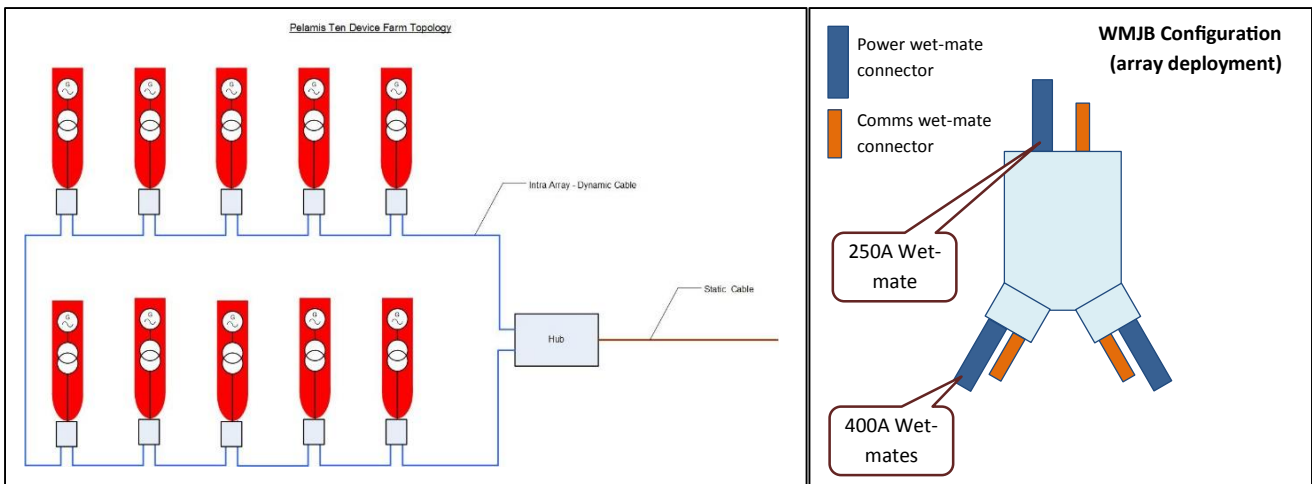 Pelamis Ten Device Farm Topology
G
G
G
G
G
Intra Array - Dynamic Cable
G
G
G
G
G
Hub
Static Cable
Power wet-mate
connector
Comms wet-mate
connector
WMJB Configuration
(array deployment)
250A Wet-
mate
400A Wet-
mates